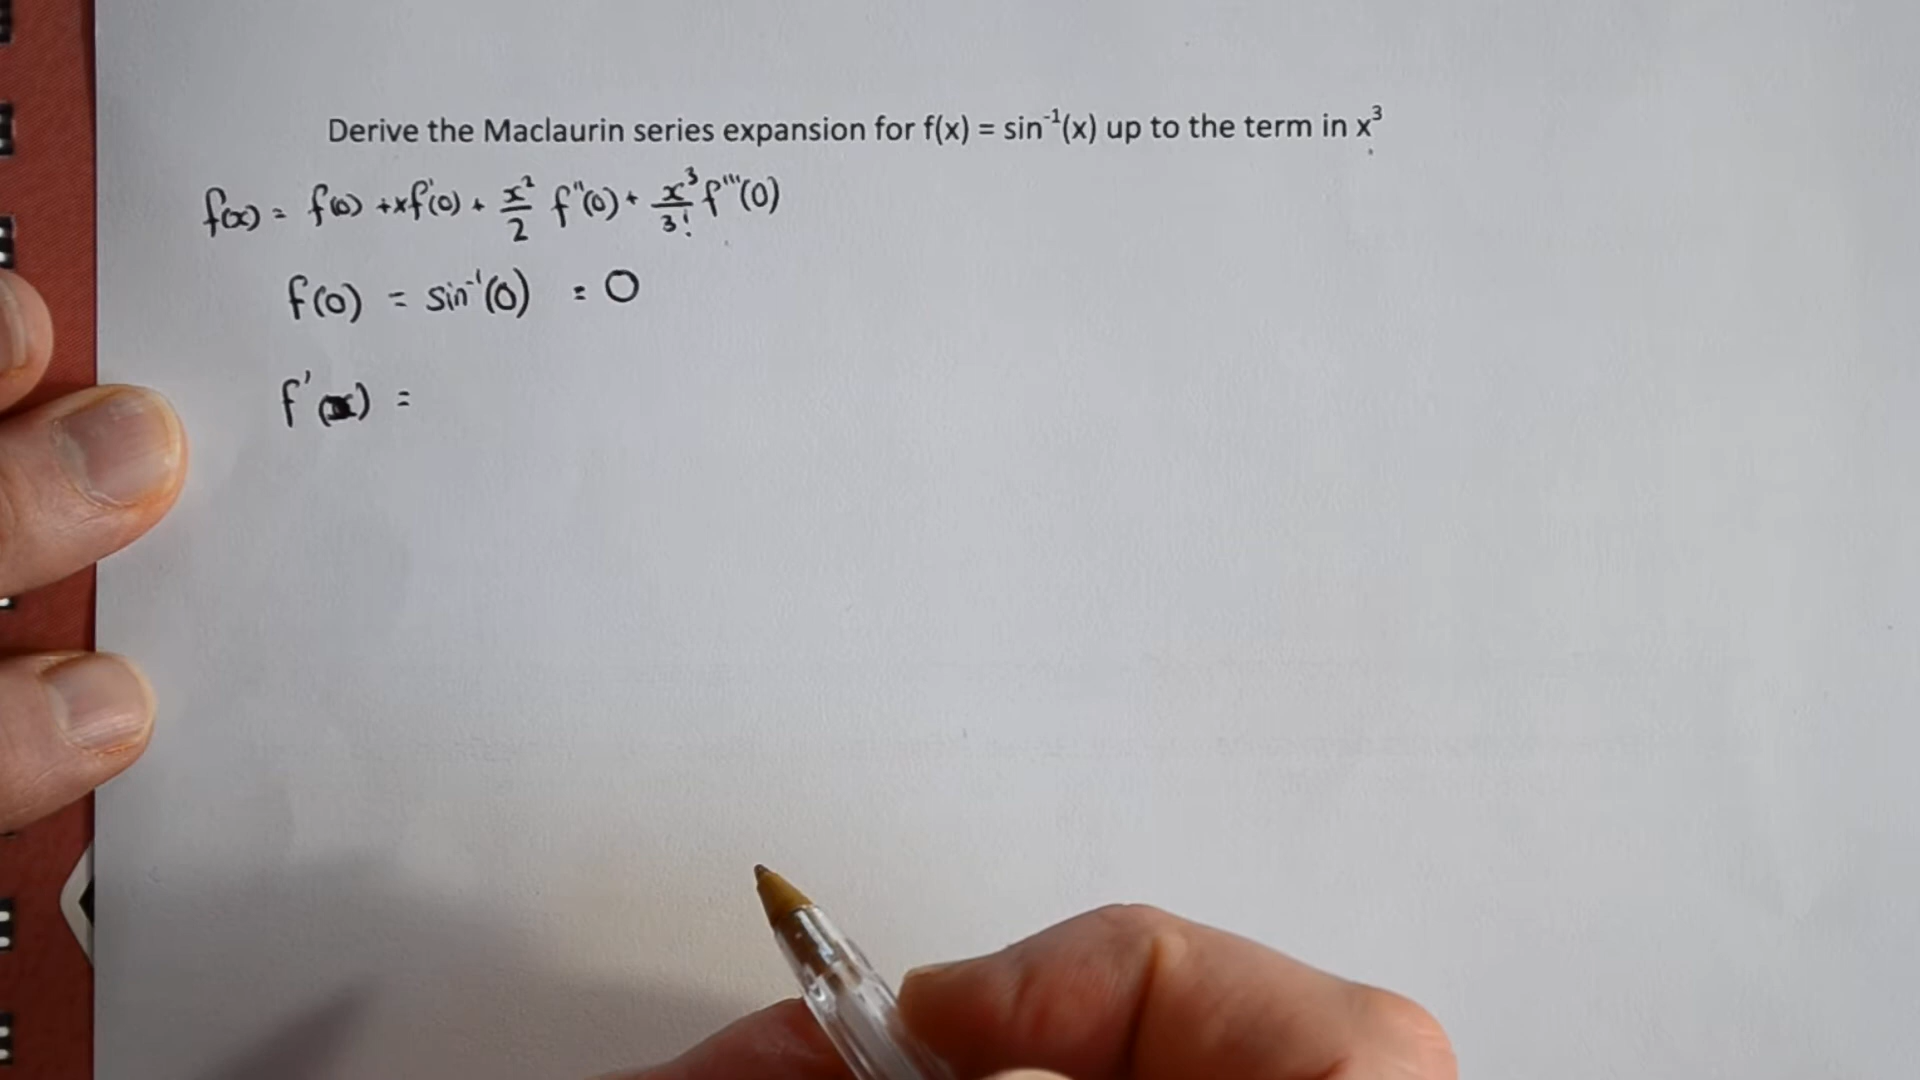 Derive the Maclaurin series expansion for f(x) = sin⁻¹(x) up to the term in x³
f(x) = f(0) + xf'(0) + x²/2 f''(0) + x³/3! f'''(0)
f(0) = sin⁻¹(0) = 0
f'(x) =